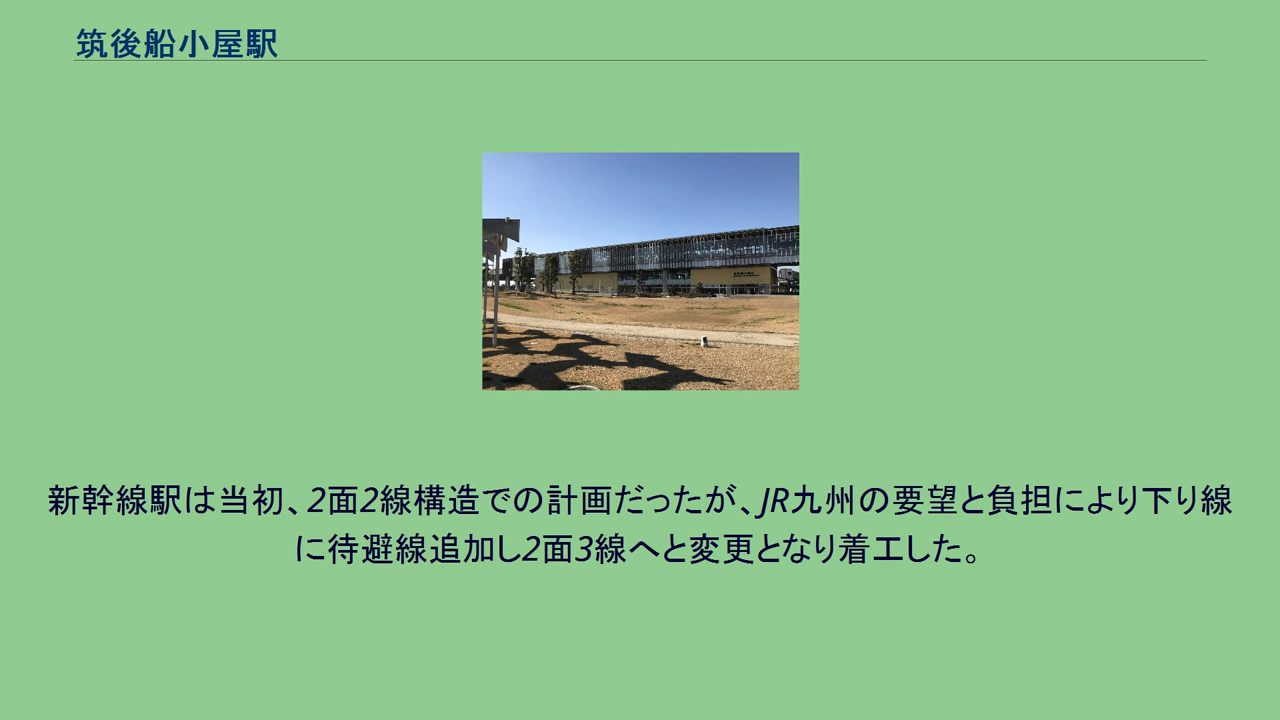 筑後船小屋駅
新幹線駅は当初、2面2線構造での計画だったが、JR九州の要望と負担により下り線
に待避線追加し2面3線へと変更となり着工した。